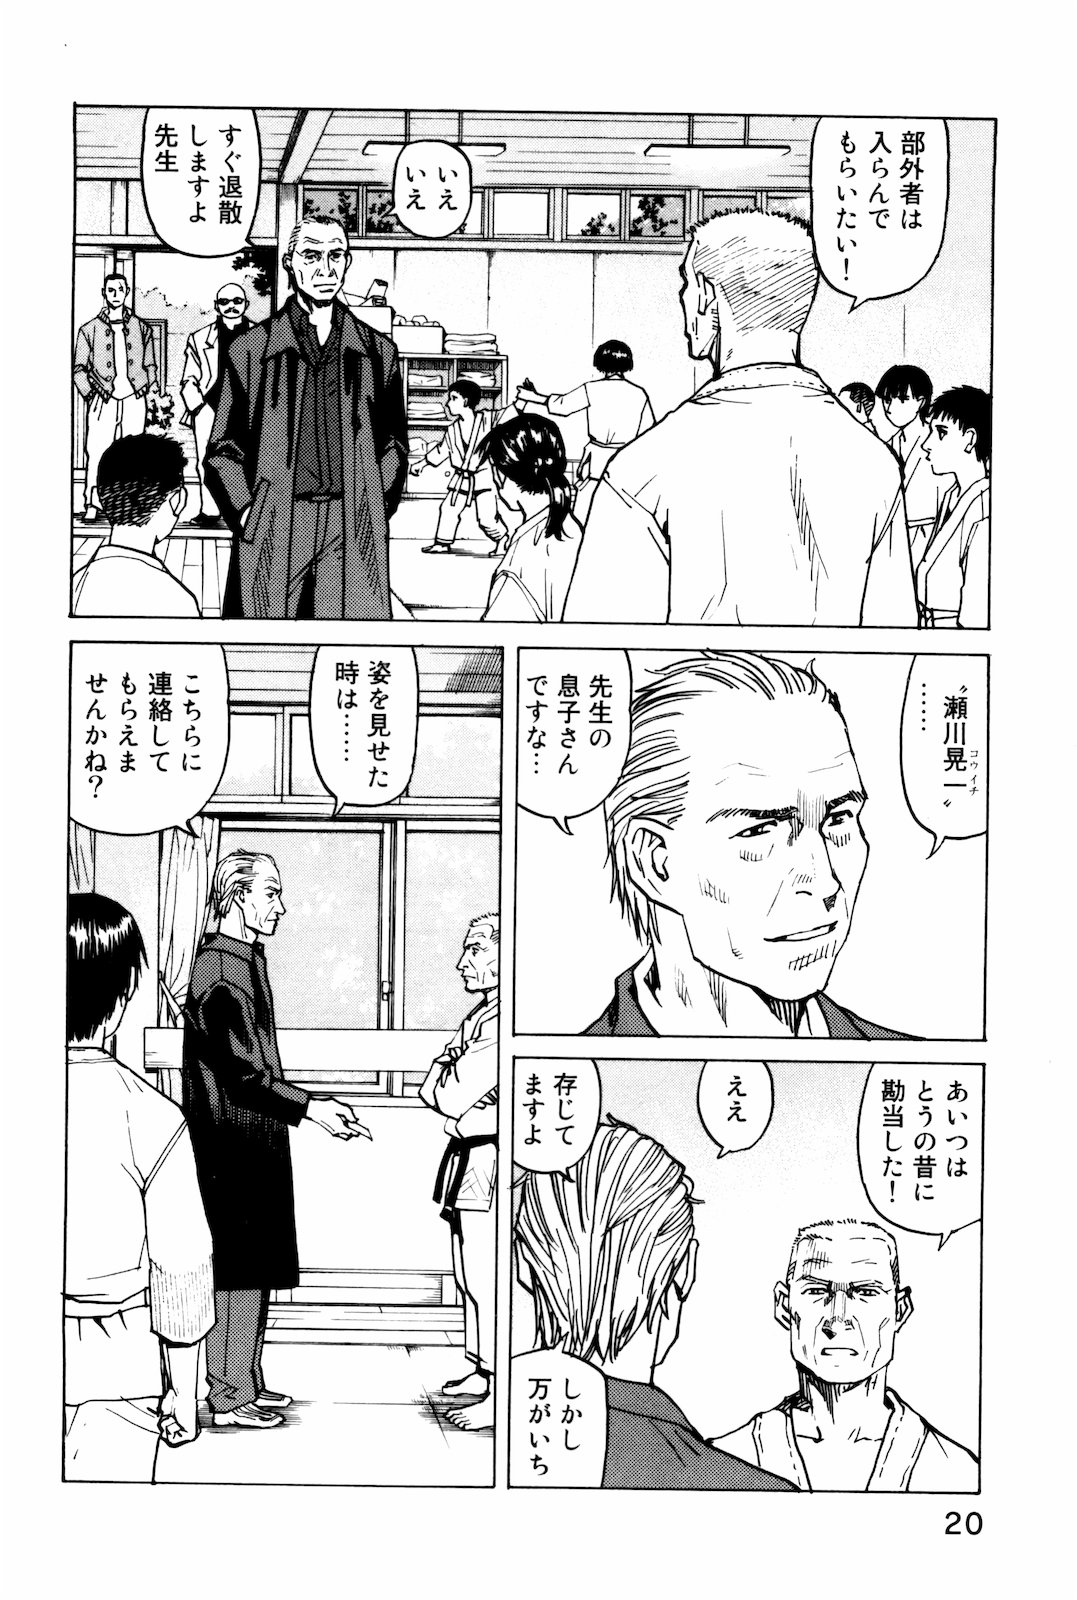 部外者は
入らんで
もらいたい！
いえ
いえ
すぐ退散
しますよ
先生
〝瀬川晃一〟
コウイチ
……
先生の
息子さん
ですな…
あいつは
とうの昔に
勘当した！
ええ
存じて
ますよ
しかし
万がいち
姿を見せた
時は……
こちらに
連絡して
もらえま
せんかね？
20